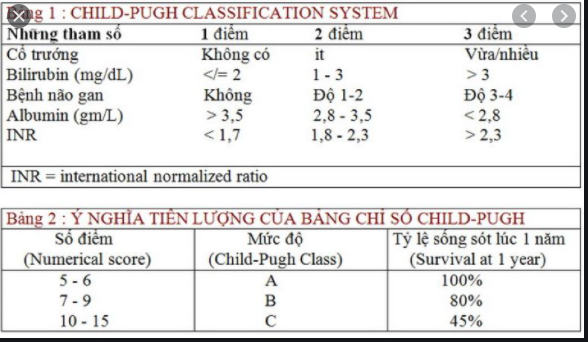 Bảng 1 : CHILD-PUGH CLASSIFICATION SYSTEM
Những tham số 1 điểm 2 điểm 3 điểm
Cổ trướng Không có ít Vừa/nhiều
Bilirubin (mg/dL) </= 2 1 - 3 > 3
Bệnh não gan Không Độ 1-2 Độ 3-4
Albumin (gm/L) > 3,5 2,8 - 3,5 < 2,8
INR < 1,7 1,8 - 2,3 > 2,3
INR = international normalized ratio
Bảng 2 : Ý NGHĨA TIÊN LƯỢNG CỦA BẢNG CHỈ SỐ CHILD-PUGH
Số điểm Mức độ Tỷ lệ sống sót lúc 1 năm
(Numerical score) (Child-Pugh Class) (Survival at 1 year)
5 - 6 A 100%
7 - 9 B 80%
10 - 15 C 45%